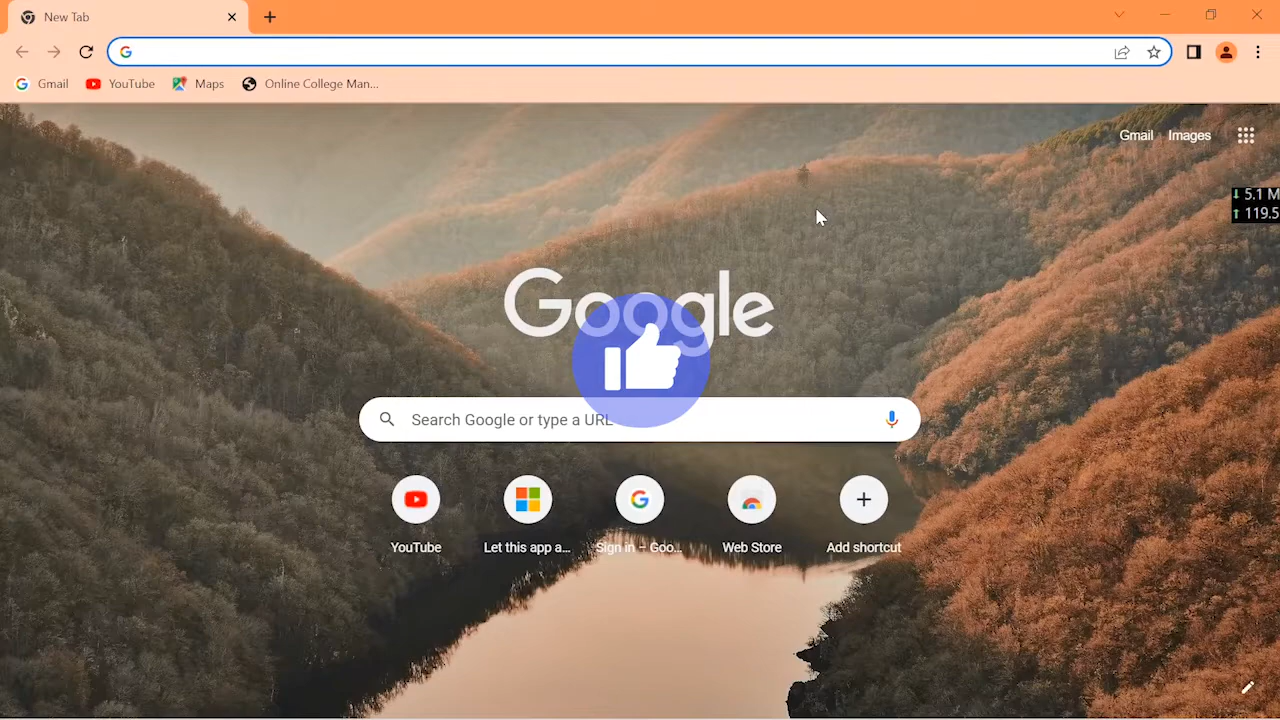 New Tab
Gmail
YouTube
Maps
Online College Man...
Gmail
Images
5.1 M
119.5
Google
Search Google or type a URL
YouTube
Let this app a...
Sign in – Goo...
Web Store
Add shortcut